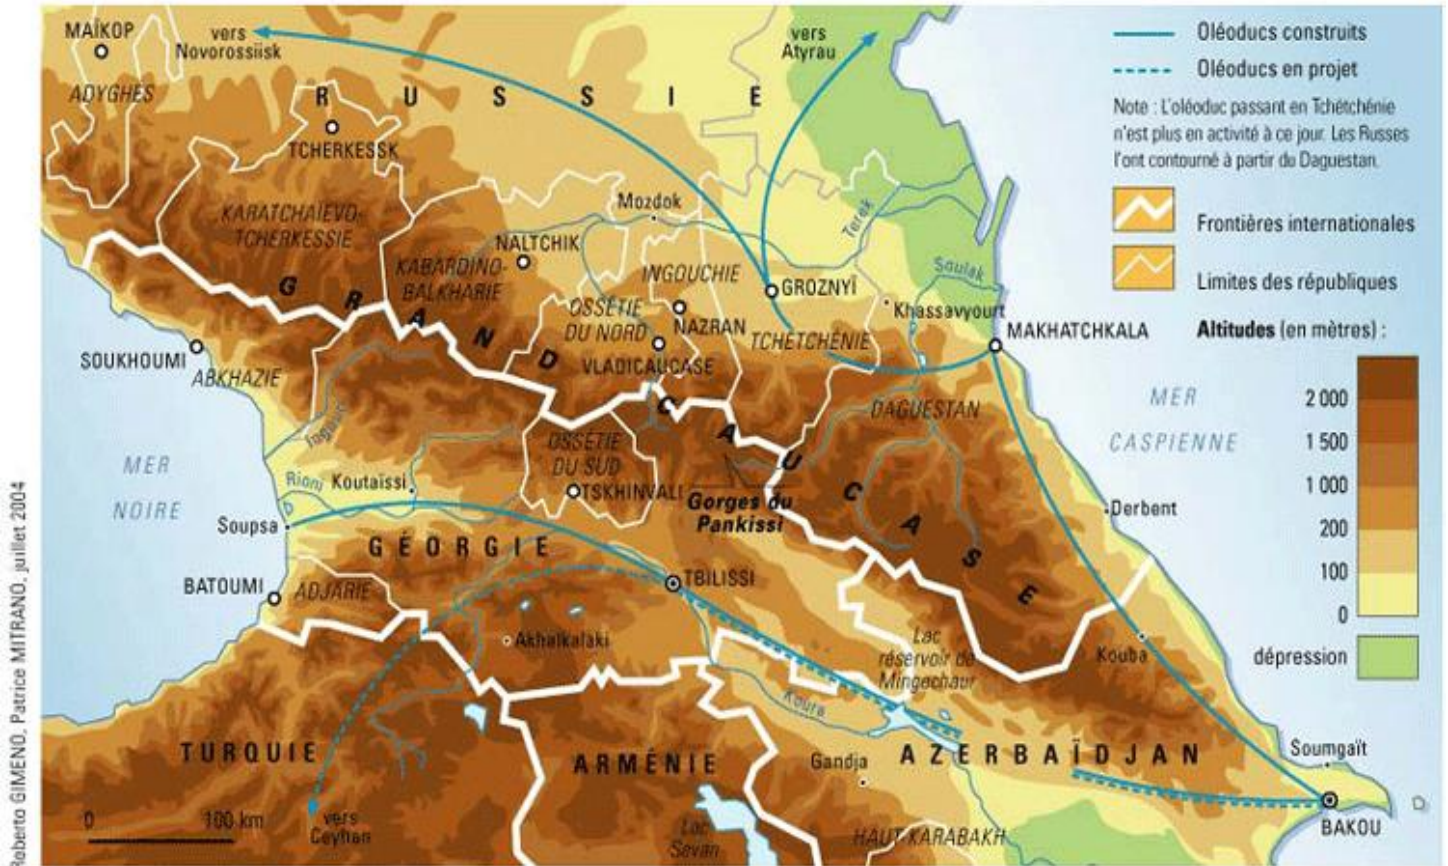 MAÏKOP
vers
Novorossiisk
vers
Atyrau
ADYGHÉS
RUSSIE
TCHERKESSK
Oléoducs construits
Oléoducs en projet
Note : L'oléoduc passant en Tchétchénie
n'est plus en activité à ce jour. Les Russes
l'ont contourné à partir du Daguestan.
Frontières internationales
Limites des républiques
Altitudes (en mètres) :
2 000
1 500
1 000
200
100
0
dépression
KARATCHAÏEVO-
TCHERKESSIE
Mozdok
Terek
NALTCHIK
KABARDINO-
BALKHARIE
INGOUCHIE
Soulak
GROZNYÏ
Khassavyourt
OSSÉTIE
DU NORD
NAZRAN
TCHÉTCHÉNIE
MAKHATCHKALA
VLADICAUCASE
GRAND CAUCASE
SOUKHOUMI
ABKHAZIE
DAGUESTAN
MER
CASPIENNE
Ingouri
OSSÉTIE
DU SUD
MER
NOIRE
Rioni
Koutaïssi
TSKHINVALI
Gorges du
Pankissi
Derbent
Soupsa
GÉORGIE
TBILISSI
BATOUMI
ADJARIE
Akhalkalaki
Lac
réservoir de
Mingechaur
Kouba
Koura
TURQUIE
ARMÉNIE
Gandja
AZERBAÏDJAN
Soumgaït
BAKOU
0 100 km
vers
Ceyhan
Lac
Sevan
HAUT-KARABAKH
Roberto GIMENO, Patrice MITRANO, juillet 2004